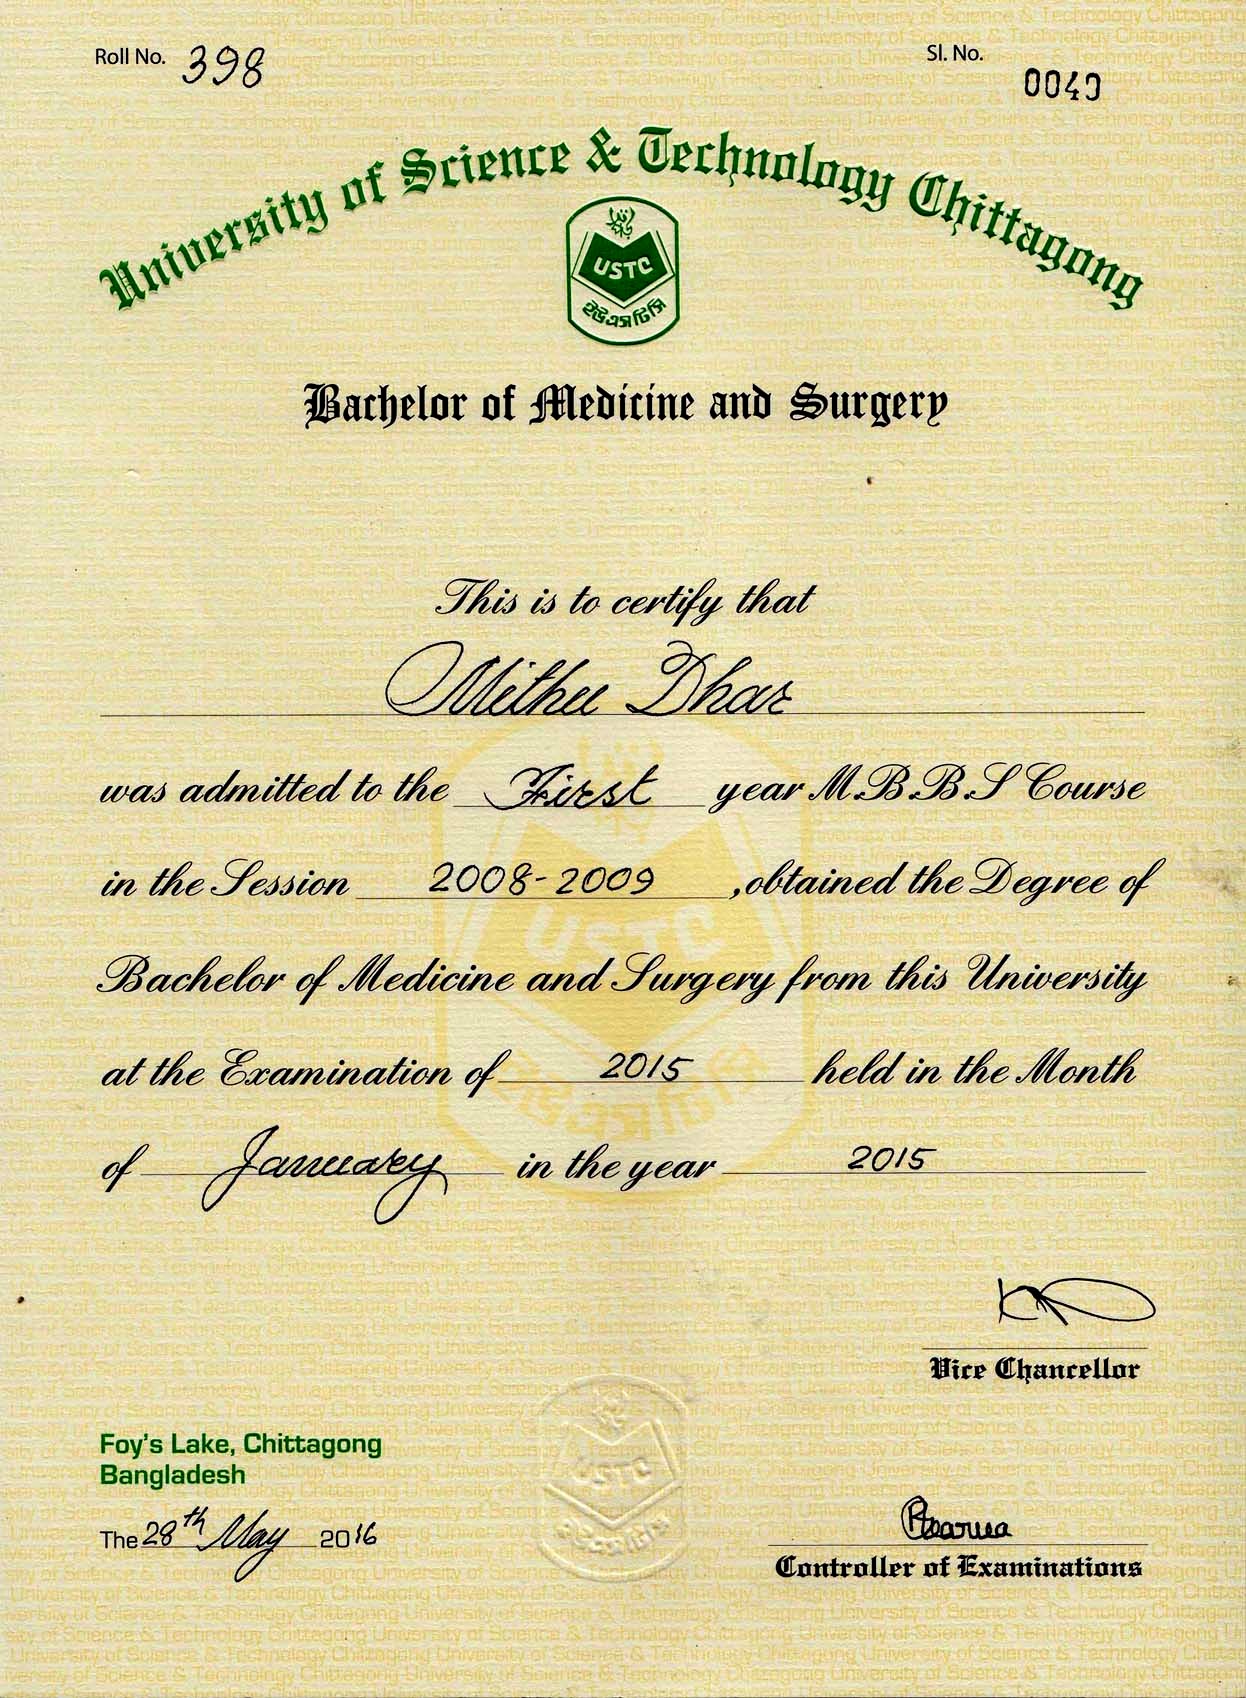 Roll No. 398
Sl. No.
University of Science & Technology Chittagong
USTC
ইউএসটিসি
Bachelor of Medicine and Surgery
This is to certify that
Mithu Dhar
was admitted to the First year M.B.B.S Course
in the Session 2008-2009, obtained the Degree of
Bachelor of Medicine and Surgery from this University
at the Examination of 2015 held in the Month
of January in the year 2015
Vice Chancellor
Foy's Lake, Chittagong
Bangladesh
The 28th May 2016
USTC
ইউএসটিসি
Controller of Examinations